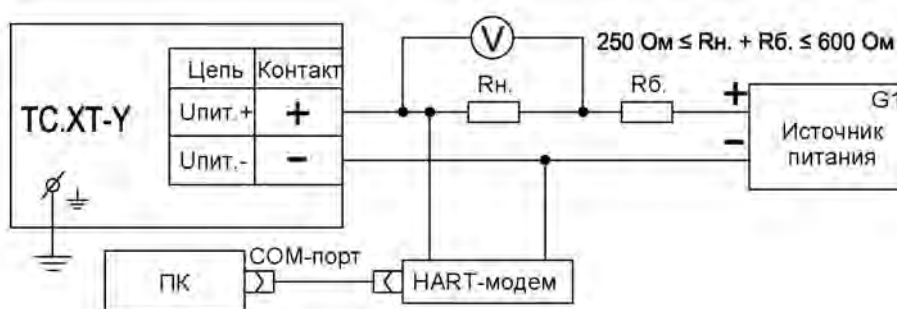 V
250 Ом ≤ Rн. + Rб. ≤ 600 Ом
Цепь Контакт
Rн.
Rб.
+
G1
TC.XT-Y
Uпит.+ +
Источник
питания
−
Uпит.- −
COM-порт
ПК
HART-модем